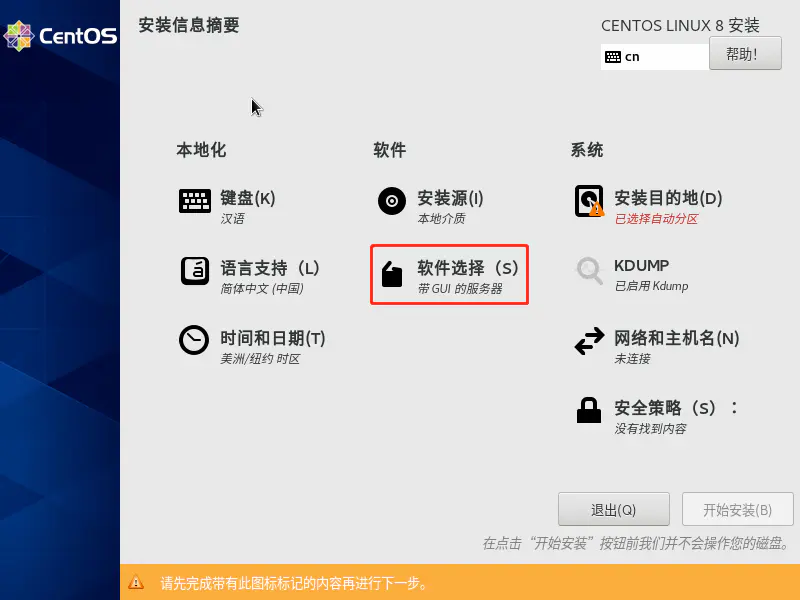 CentOS
安装信息摘要
CENTOS LINUX 8 安装
cn
帮助!
本地化
软件
系统
键盘(K)
汉语
安装源(I)
本地介质
安装目的地(D)
已选择自动分区
语言支持（L)
简体中文 (中国)
软件选择（S)
带 GUI 的服务器
KDUMP
已启用 Kdump
时间和日期(T)
美洲/纽约 时区
网络和主机名(N)
未连接
安全策略（S）：
没有找到内容
退出(Q)
开始安装(B)
在点击“开始安装”按钮前我们并不会操作您的磁盘。
请先完成带有此图标标记的内容再进行下一步。